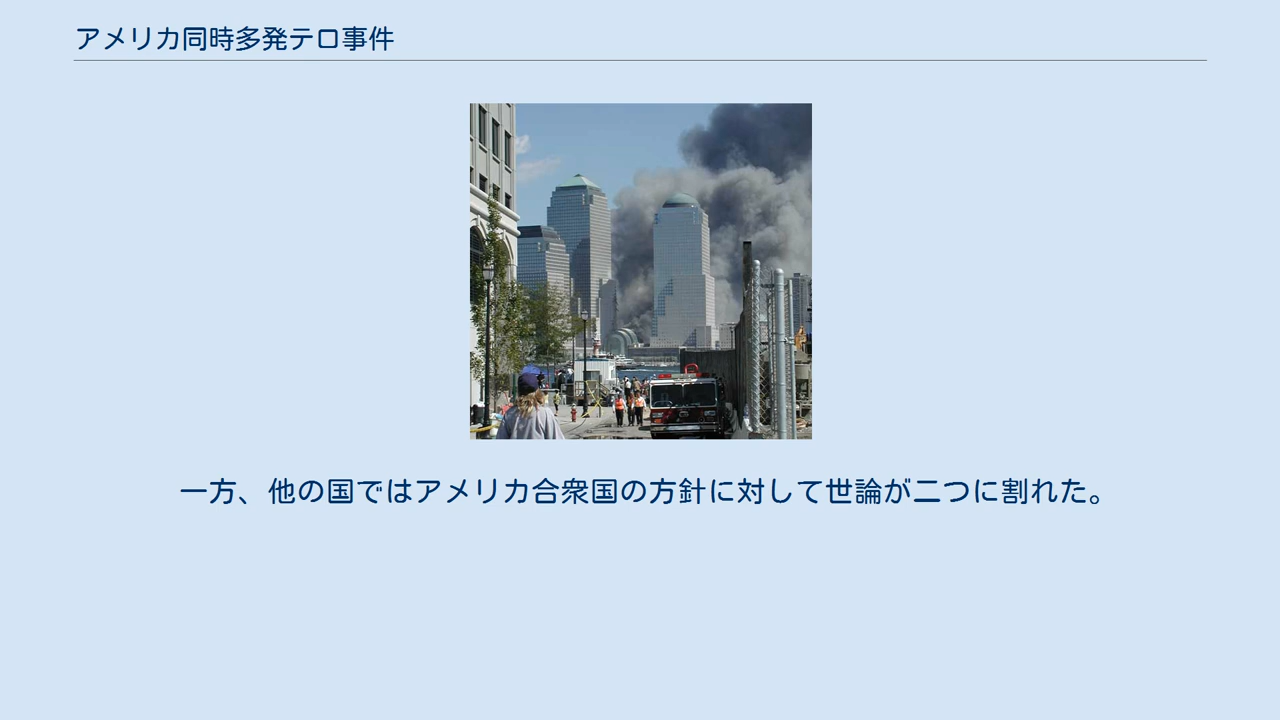 アメリカ同時多発テロ事件
一方、他の国ではアメリカ合衆国の方針に対して世論が二つに割れた。